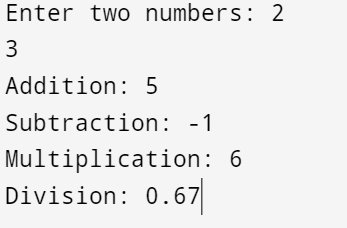 Enter two numbers: 2
3
Addition: 5
Subtraction: -1
Multiplication: 6
Division: 0.67